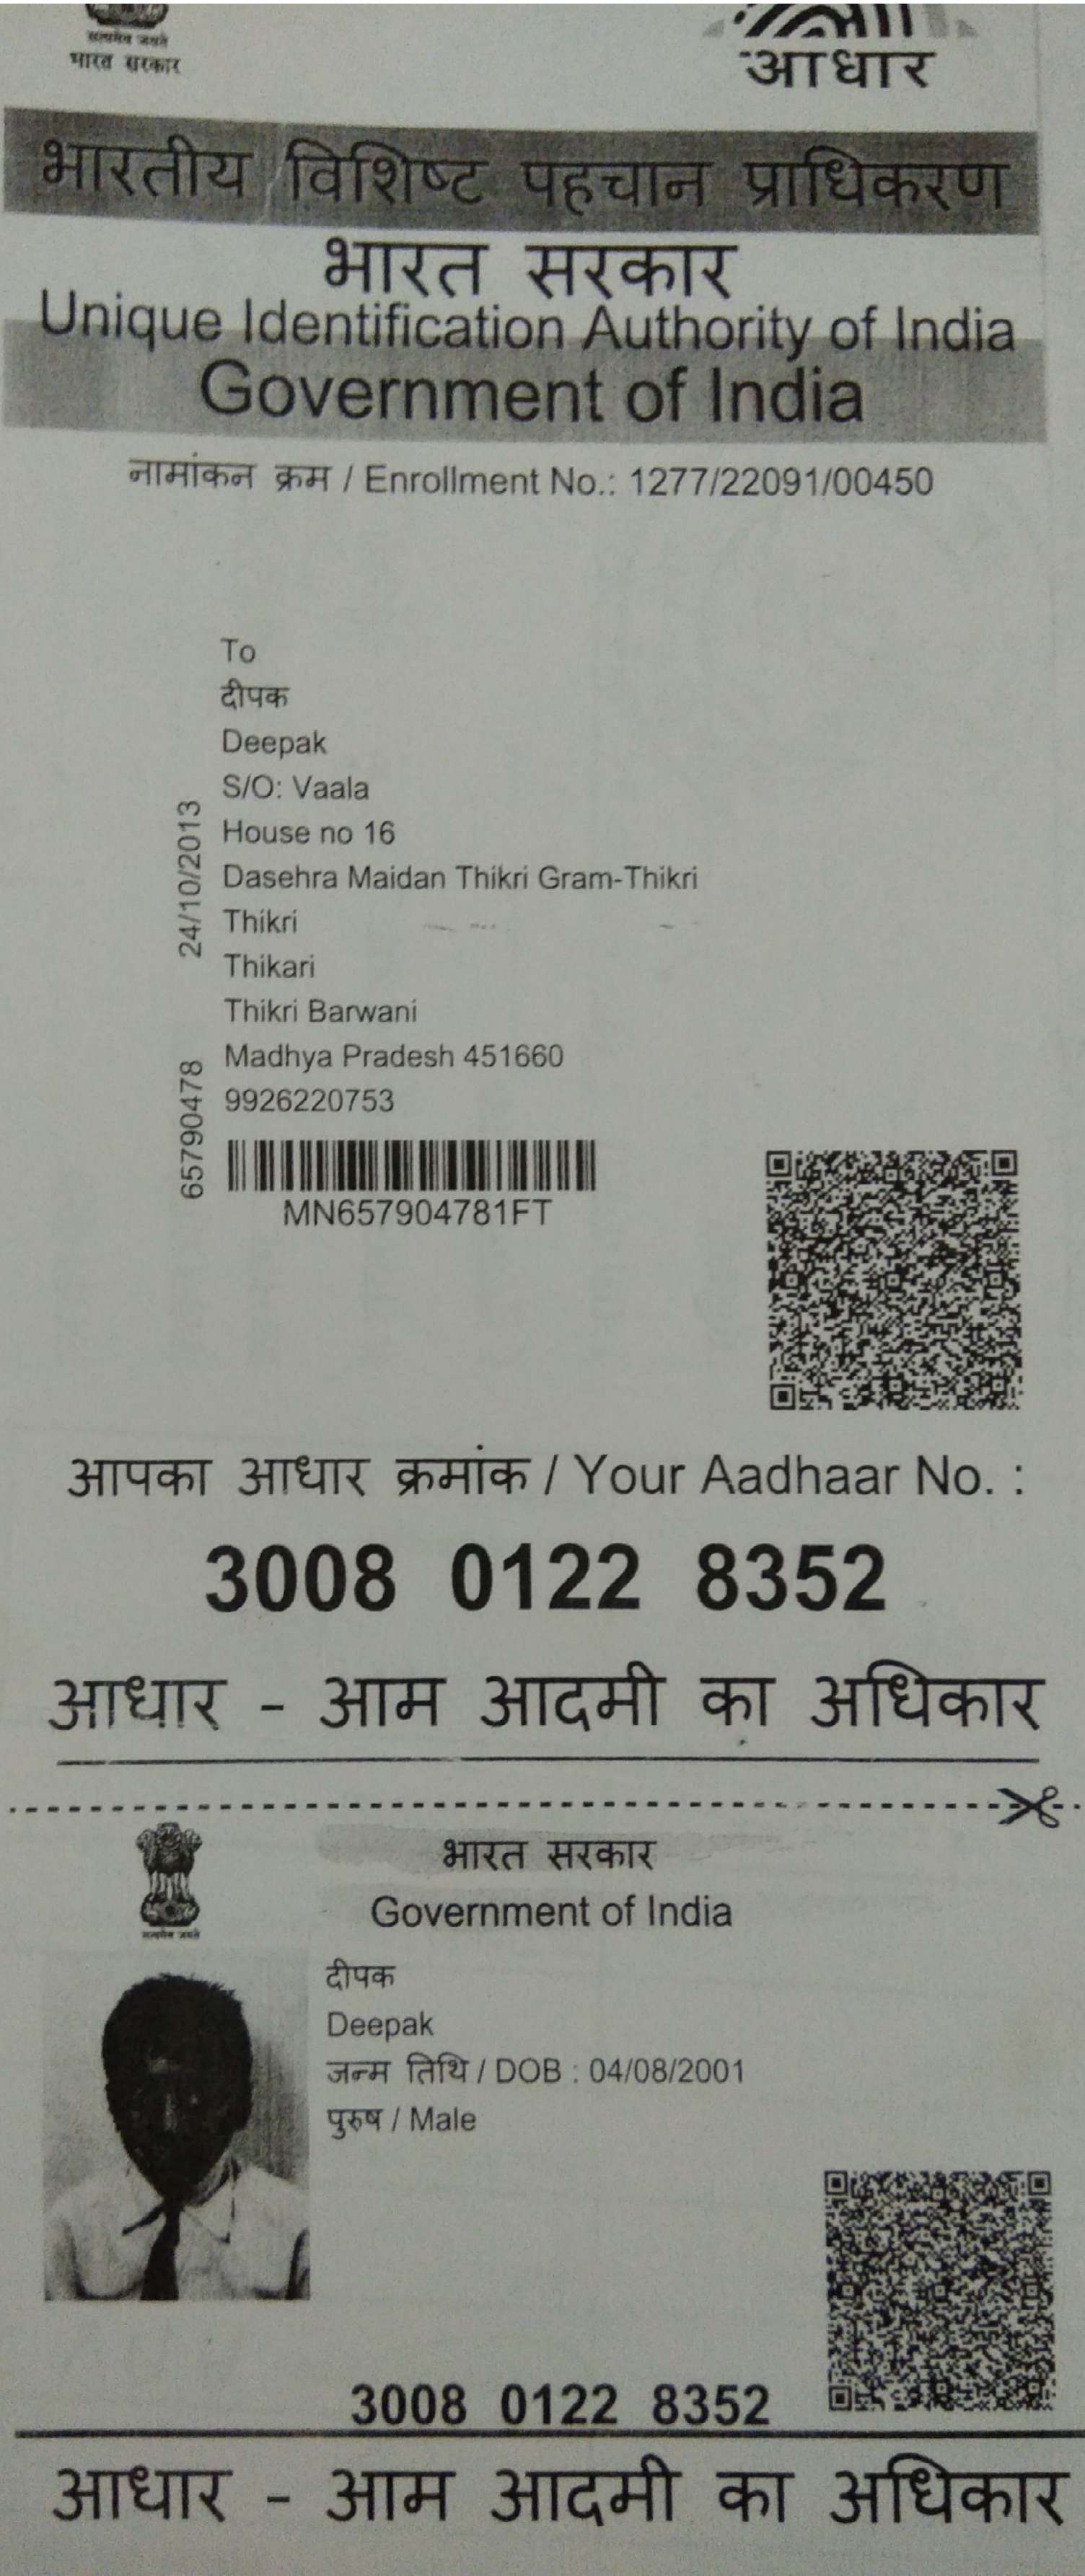 सत्यमेव जयते
भारत सरकार
आधार
भारतीय विशिष्ट पहचान प्राधिकरण
भारत सरकार
Unique Identification Authority of India
Government of India
नामांकन क्रम / Enrollment No.: 1277/22091/00450
To
दीपक
Deepak
S/O: Vaala
House no 16
Dasehra Maidan Thikri Gram-Thikri
Thikri
Thikari
Thikri Barwani
Madhya Pradesh 451660
9926220753
24/10/2013
65790478
MN657904781FT
आपका आधार क्रमांक / Your Aadhaar No. :
3008 0122 8352
आधार - आम आदमी का अधिकार
सत्यमेव जयते
भारत सरकार
Government of India
दीपक
Deepak
जन्म तिथि / DOB : 04/08/2001
पुरुष / Male
3008 0122 8352
आधार - आम आदमी का अधिकार